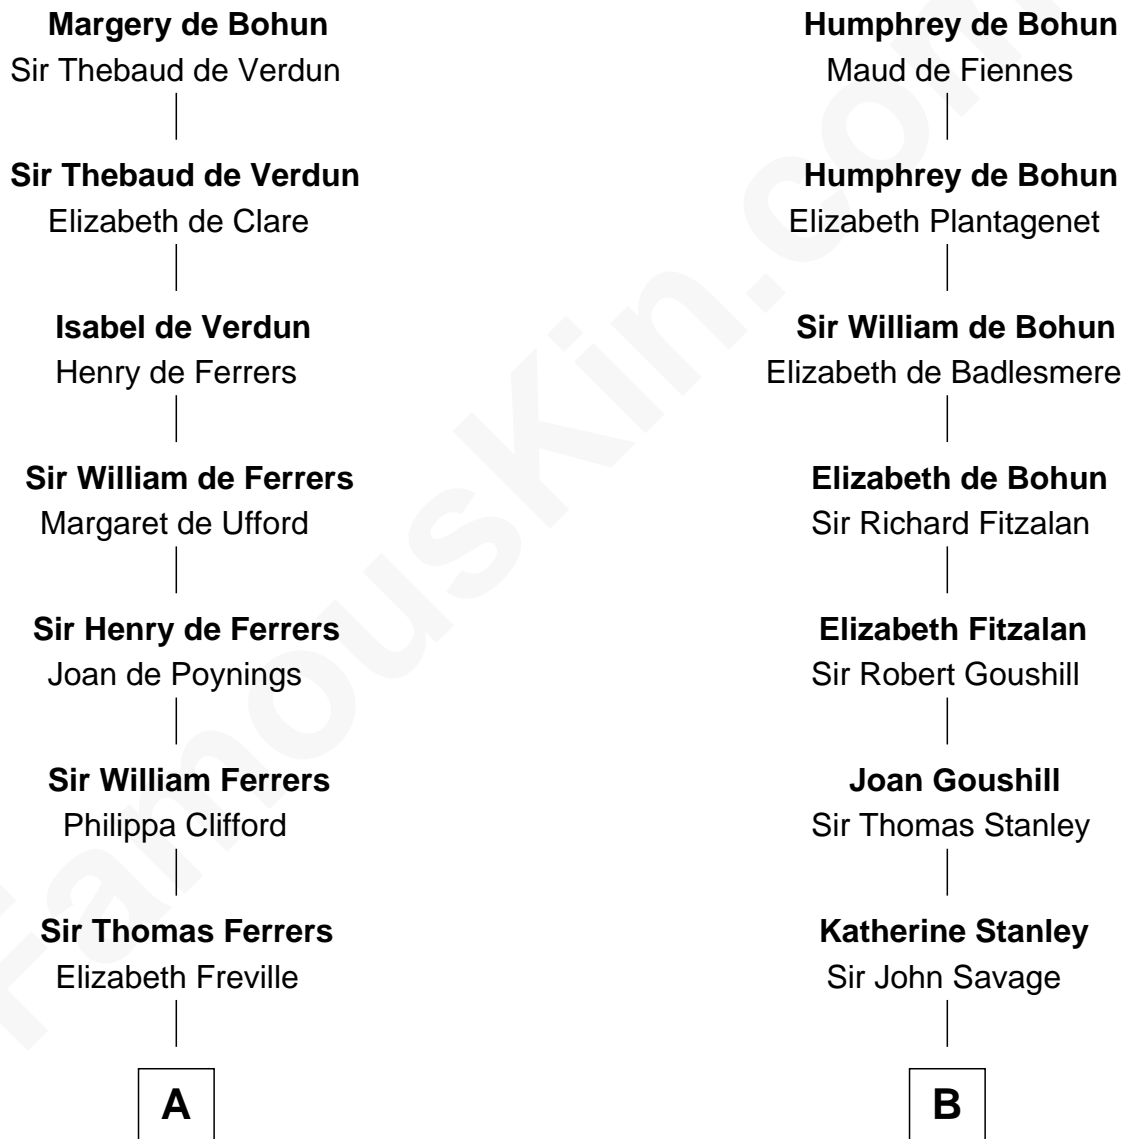 Margery de Bohun
Sir Thebaud de Verdun
Sir Thebaud de Verdun
Elizabeth de Clare
Isabel de Verdun
Henry de Ferrers
Sir William de Ferrers
Margaret de Ufford
Sir Henry de Ferrers
Joan de Poynings
Sir William Ferrers
Philippa Clifford
Sir Thomas Ferrers
Elizabeth Freville
A
Humphrey de Bohun
Maud de Fiennes
Humphrey de Bohun
Elizabeth Plantagenet
Sir William de Bohun
Elizabeth de Badlesmere
Elizabeth de Bohun
Sir Richard Fitzalan
Elizabeth Fitzalan
Sir Robert Goushill
Joan Goushill
Sir Thomas Stanley
Katherine Stanley
Sir John Savage
B
FamousKin.com